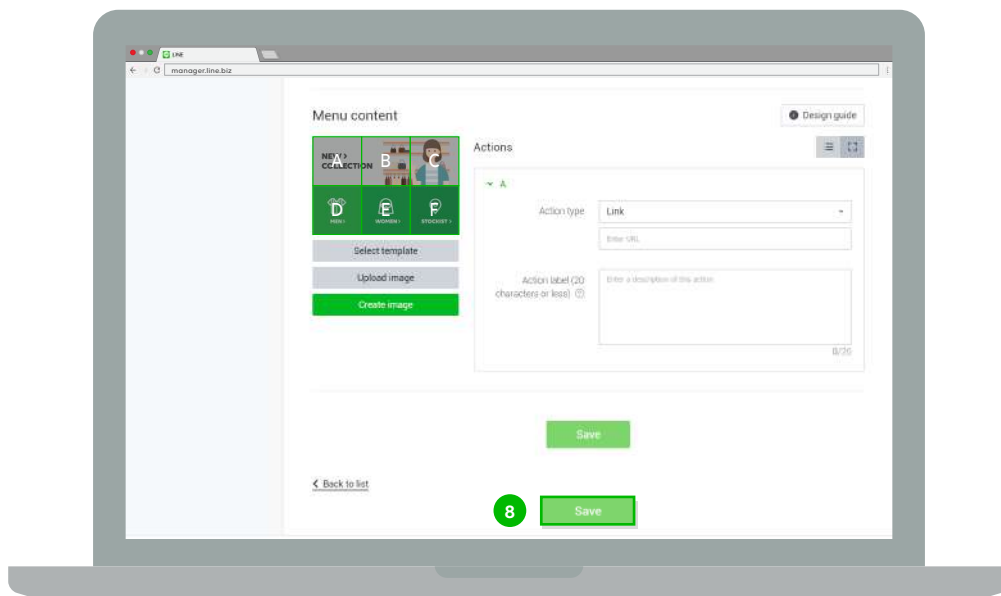 LINE
manager.line.biz
Menu content
Design guide
Actions
NEW >
COLLECTION
A
B
C
D
E
F
MEN >
WOMEN >
STOCKIST >
A
Action type
Link
Enter URL
Select template
Upload image
Create image
Action label (20
characters or less)
Enter a description of this action
0/20
Save
Back to list
8
Save